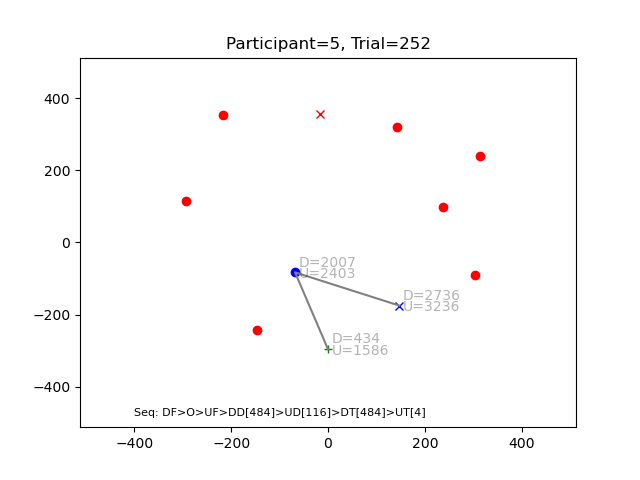 Participant=5, Trial=252
400
200
0
−200
−400
D=2007
U=2403
D=2736
U=3236
D=434
U=1586
Seq: DF>O>UF>DD[484]>UD[116]>DT[484]>UT[4]
−400 −200 0 200 400